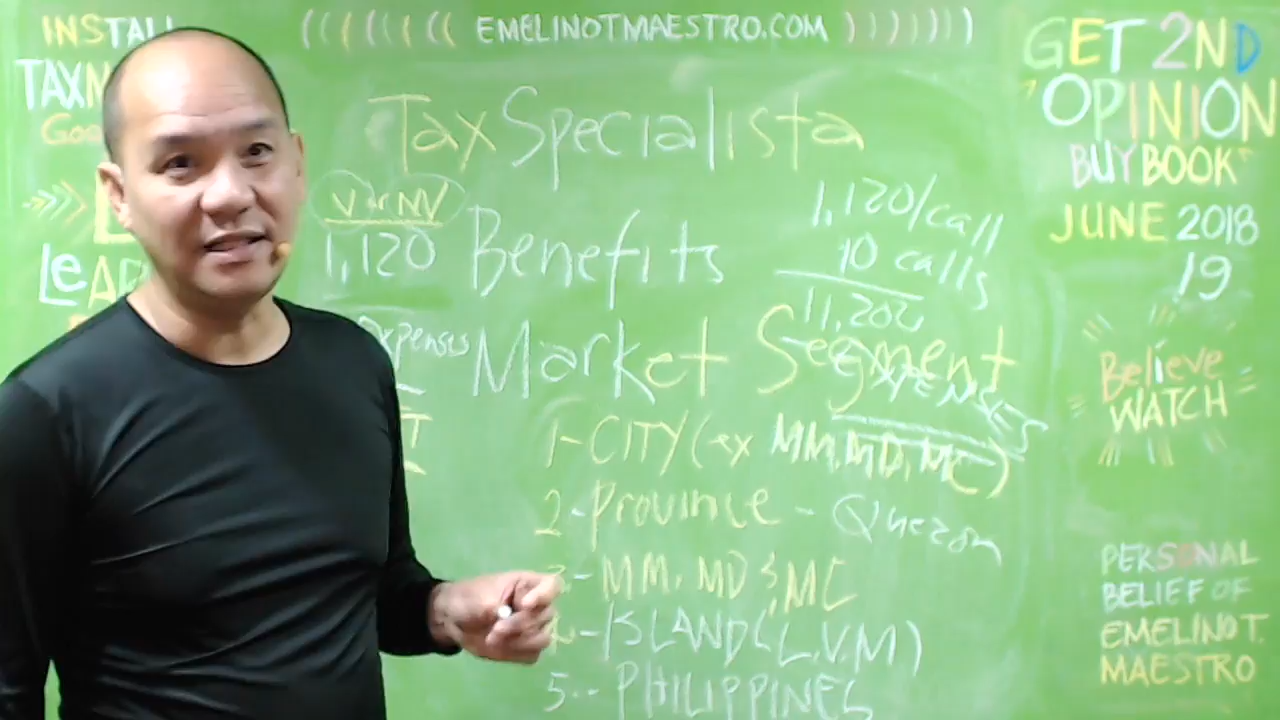 INSTALL
(((((( EMELINOTMAESTRO.COM ))))))
GET 2ND
OPINION
BUY BOOK
JUNE 2018
19
Believe
WATCH
PERSONAL
BELIEF OF
EMELINO T.
MAESTRO
Tax Specialista
V or NV
1,120
Benefits
1,120/call
10 calls
11,200
Expenses
Market Segment
EXPENSES
1-CITY (ex MM, MD, MC)
2-Province - Quezon
3-MM, MD & MC
-ISLAND (L.V.M)
5-- PHILIPPINES
LeAR